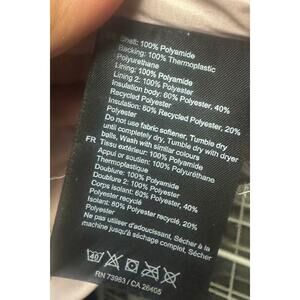 Shell: 100% Polyamide
Backing: 100% Thermoplastic
Polyurethane
Lining: 100% Polyamide
Lining 2: 100% Polyester
Insulation body: 60% Polyester, 40%
Recycled Polyester
Insulation: 80% Recycled Polyester, 20%
Polyester
Do not use fabric softener, Tumble dry
until completely dry, Tumble dry with dryer
balls, Wash with similar colours
FR Tissu extérieur: 100% Polyamide
Appui or soutien: 100% Polyuréthane
Thermoplastique
Doublure: 100% Polyamide
Doublure 2: 100% Polyester
Corps isolant: 60% Polyester, 40%
Polyester recyclé
Isolant: 80% Polyester recyclé, 20%
Polyester
Ne pas utiliser d'adoucissant, Sécher à la
machine jusqu'à séchage complet, Sécher
40
RN 73983 / CA 26405